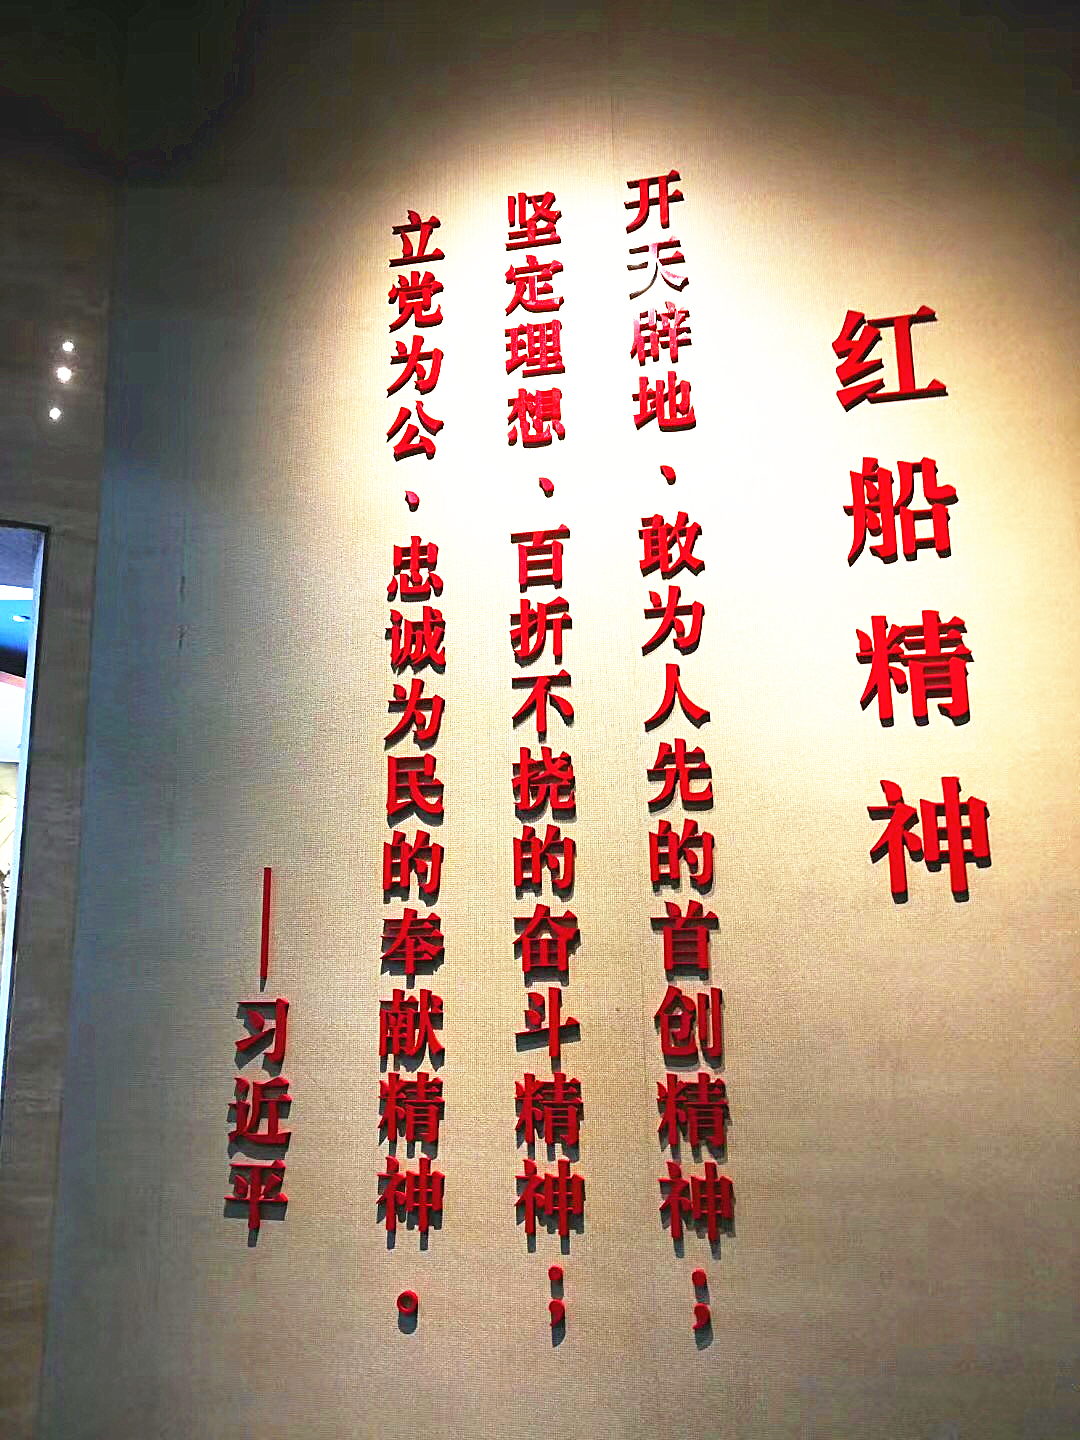 红船精神
开天辟地、敢为人先的首创精神；
坚定理想、百折不挠的奋斗精神；
立党为公、忠诚为民的奉献精神。
——习近平